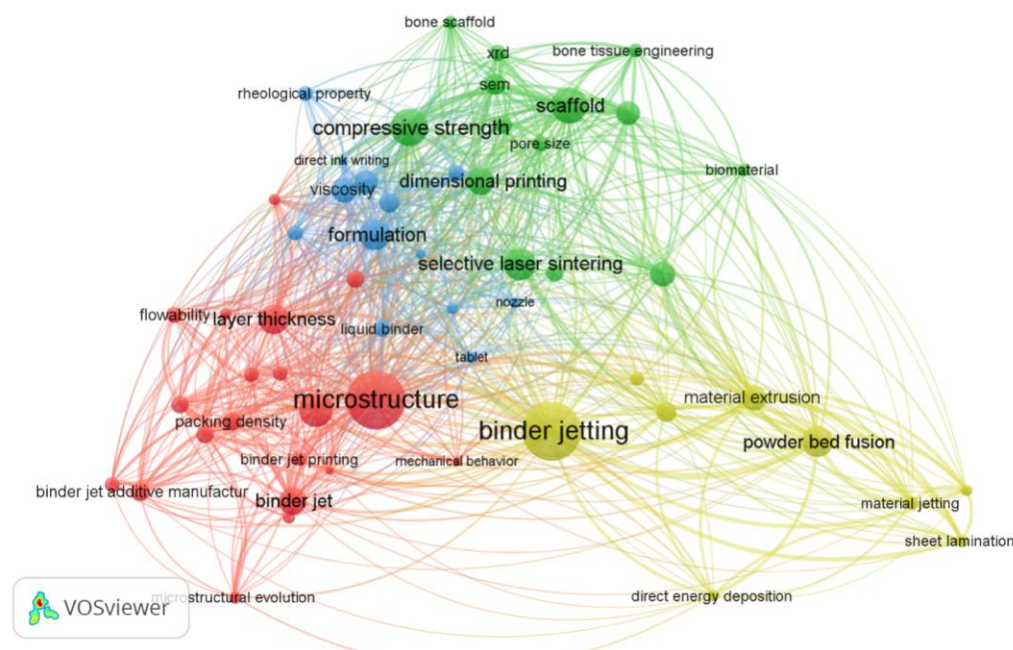 bone scaffold
xrd
bone tissue engineering
sem
rheological property
scaffold
compressive strength
pore size
direct ink writing
biomaterial
viscosity
dimensional printing
formulation
selective laser sintering
nozzle
flowability
layer thickness
liquid binder
tablet
microstructure
material extrusion
packing density
binder jetting
powder bed fusion
binder jet printing
mechanical behavior
binder jet additive manufactur
binder jet
material jetting
sheet lamination
microstructural evolution
direct energy deposition
VOSviewer